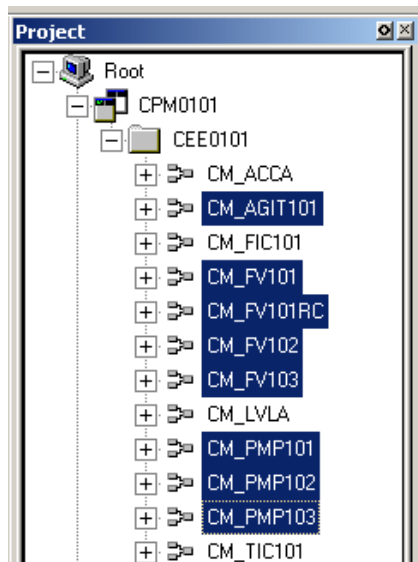 Project
Root
CPM0101
CEE0101
CM_ACCA
CM_AGIT101
CM_FIC101
CM_FV101
CM_FV101RC
CM_FV102
CM_FV103
CM_LVLA
CM_PMP101
CM_PMP102
CM_PMP103
CM_TIC101